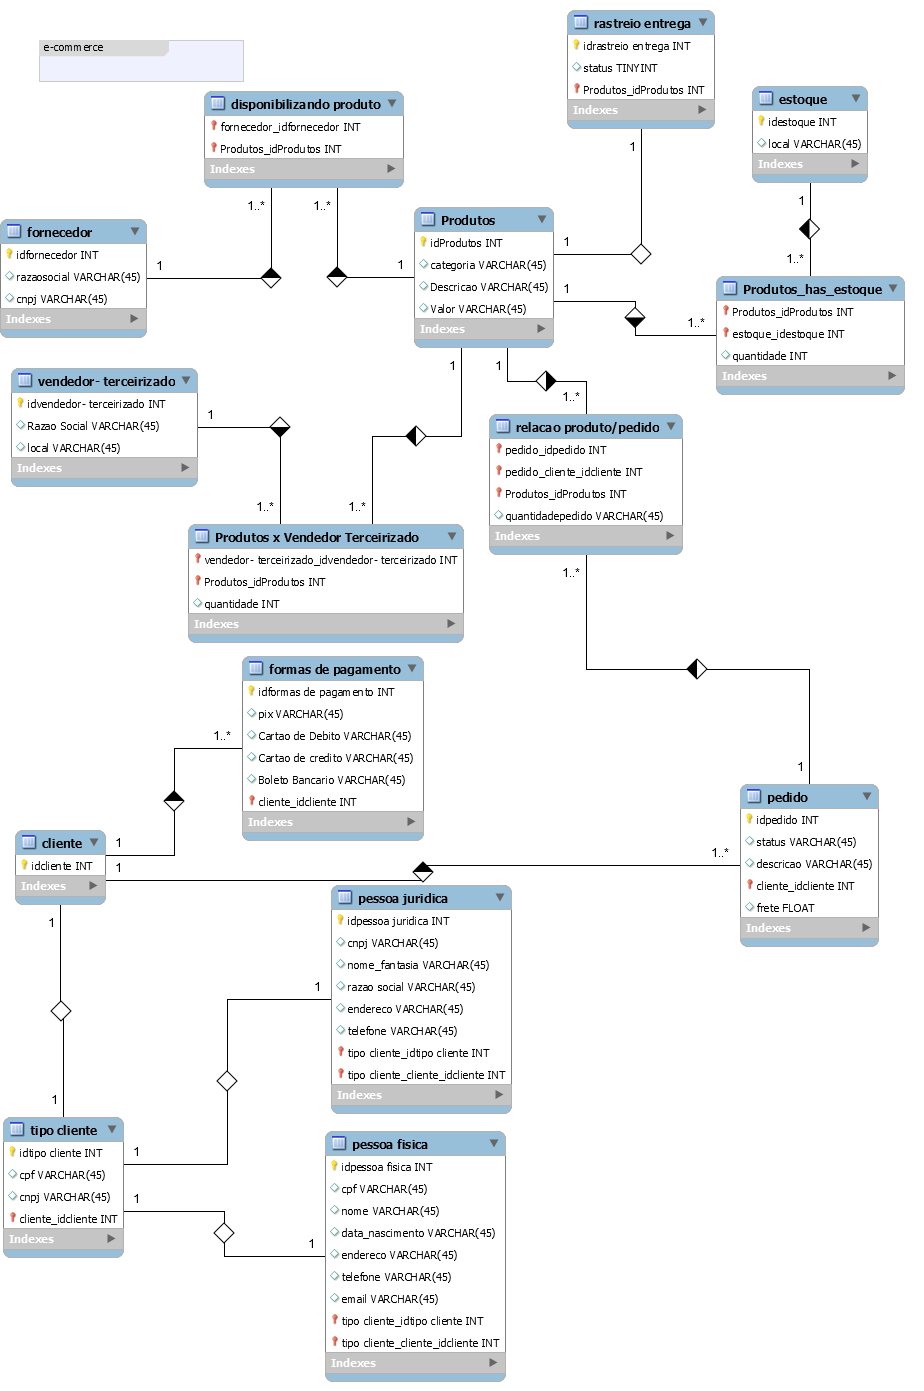 e-commerce
rastreio entrega
idrastreio entrega INT
status TINYINT
Produtos_idProdutos INT
Indexes
1
estoque
idestoque INT
local VARCHAR(45)
Indexes
1
1..*
disponibilizando produto
fornecedor_idfornecedor INT
Produtos_idProdutos INT
Indexes
1..*
1..*
fornecedor
idfornecedor INT
razaosocial VARCHAR(45)
cnpj VARCHAR(45)
Indexes
1
1
Produtos
idProdutos INT
categoria VARCHAR(45)
Descricao VARCHAR(45)
Valor VARCHAR(45)
Indexes
1
1
1..*
1
1
1..*
Produtos_has_estoque
Produtos_idProdutos INT
estoque_idestoque INT
quantidade INT
Indexes
vendedor- terceirizado
idvendedor- terceirizado INT
Razao Social VARCHAR(45)
local VARCHAR(45)
Indexes
1
1..*
1..*
relacao produto/pedido
pedido_idpedido INT
pedido_cliente_idcliente INT
Produtos_idProdutos INT
quantidadepedido VARCHAR(45)
Indexes
1..*
1
Produtos x Vendedor Terceirizado
vendedor- terceirizado_idvendedor- terceirizado INT
Produtos_idProdutos INT
quantidade INT
Indexes
formas de pagamento
idformas de pagamento INT
pix VARCHAR(45)
Cartao de Debito VARCHAR(45)
Cartao de credito VARCHAR(45)
Boleto Bancario VARCHAR(45)
cliente_idcliente INT
Indexes
1..*
pedido
idpedido INT
status VARCHAR(45)
descricao VARCHAR(45)
cliente_idcliente INT
frete FLOAT
Indexes
1..*
cliente
idcliente INT
Indexes
1
1
1
1
pessoa juridica
idpessoa juridica INT
cnpj VARCHAR(45)
nome_fantasia VARCHAR(45)
razao social VARCHAR(45)
endereco VARCHAR(45)
telefone VARCHAR(45)
tipo cliente_idtipo cliente INT
tipo cliente_cliente_idcliente INT
Indexes
1
tipo cliente
idtipo cliente INT
cpf VARCHAR(45)
cnpj VARCHAR(45)
cliente_idcliente INT
Indexes
1
1
1
pessoa fisica
idpessoa fisica INT
cpf VARCHAR(45)
nome VARCHAR(45)
data_nascimento VARCHAR(45)
endereco VARCHAR(45)
telefone VARCHAR(45)
email VARCHAR(45)
tipo cliente_idtipo cliente INT
tipo cliente_cliente_idcliente INT
Indexes